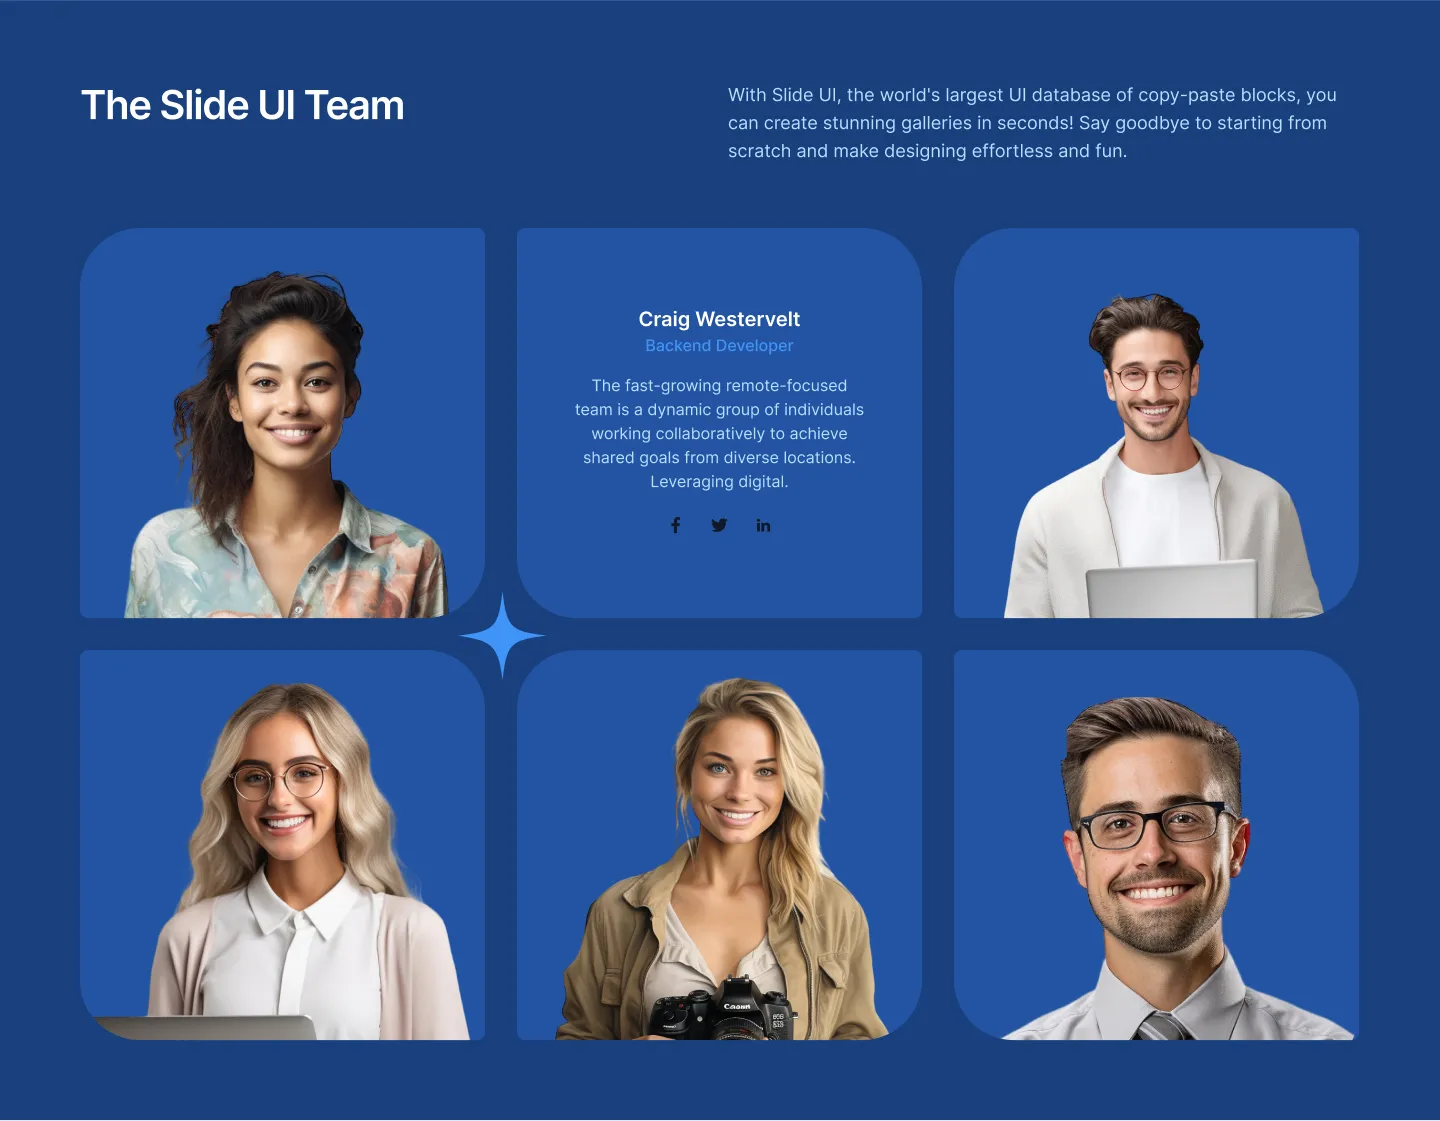 The Slide UI Team
With Slide UI, the world's largest UI database of copy-paste blocks, you
can create stunning galleries in seconds! Say goodbye to starting from
scratch and make designing effortless and fun.
Craig Westervelt
Backend Developer
The fast-growing remote-focused
team is a dynamic group of individuals
working collaboratively to achieve
shared goals from diverse locations.
Leveraging digital.